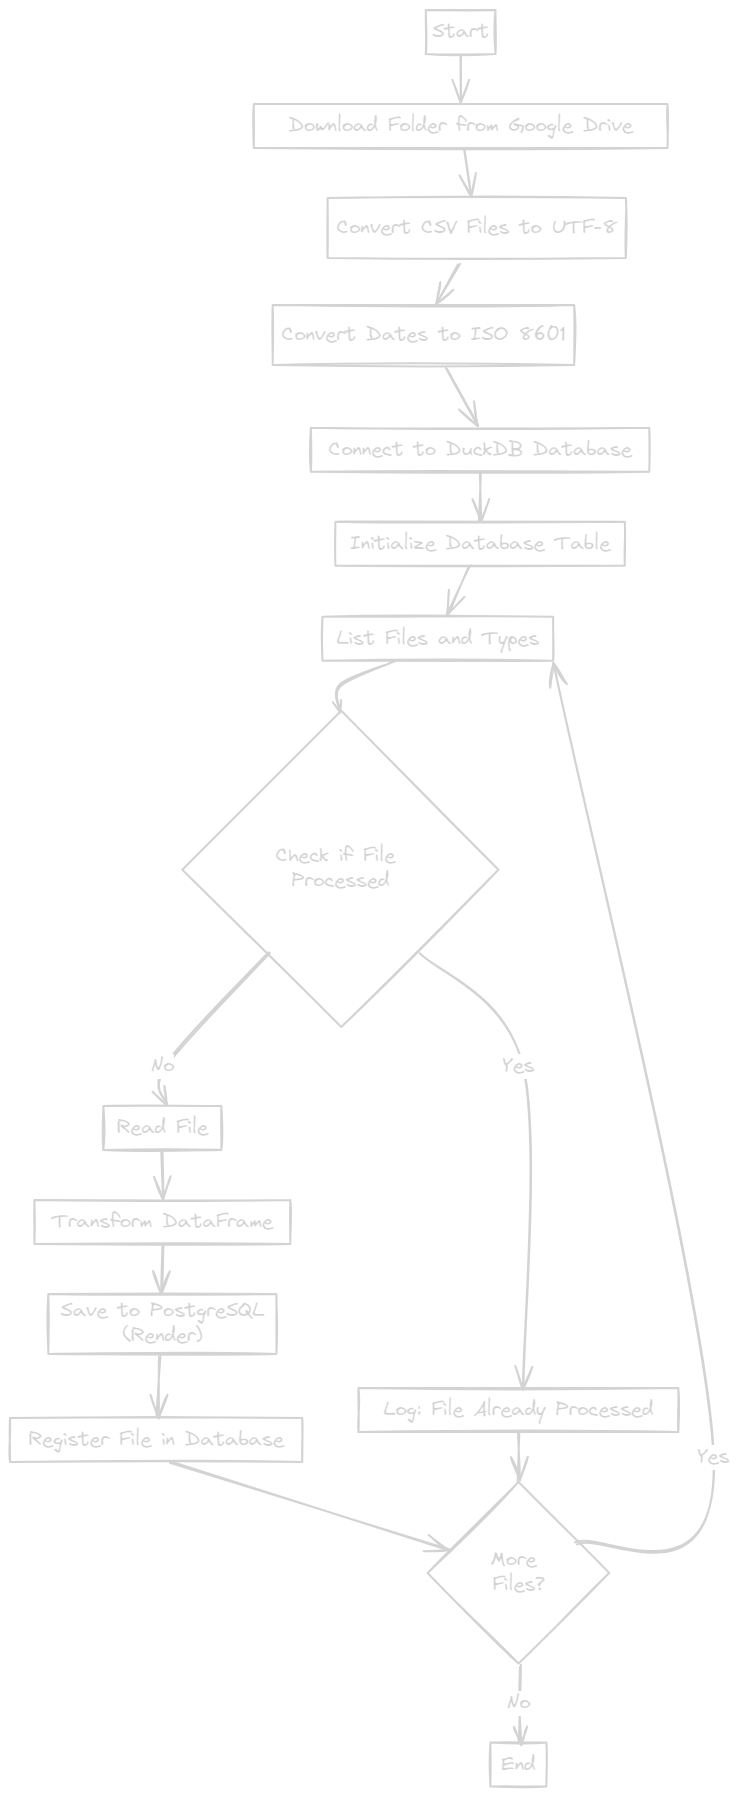 Start
Download Folder from Google Drive
Convert CSV Files to UTF-8
Convert Dates to ISO 8601
Connect to DuckDB Database
Initialize Database Table
List Files and Types
Check if File
Processed
No
Yes
Read File
Transform DataFrame
Save to PostgreSQL
(Render)
Log: File Already Processed
Register File in Database
Yes
More
Files?
No
End